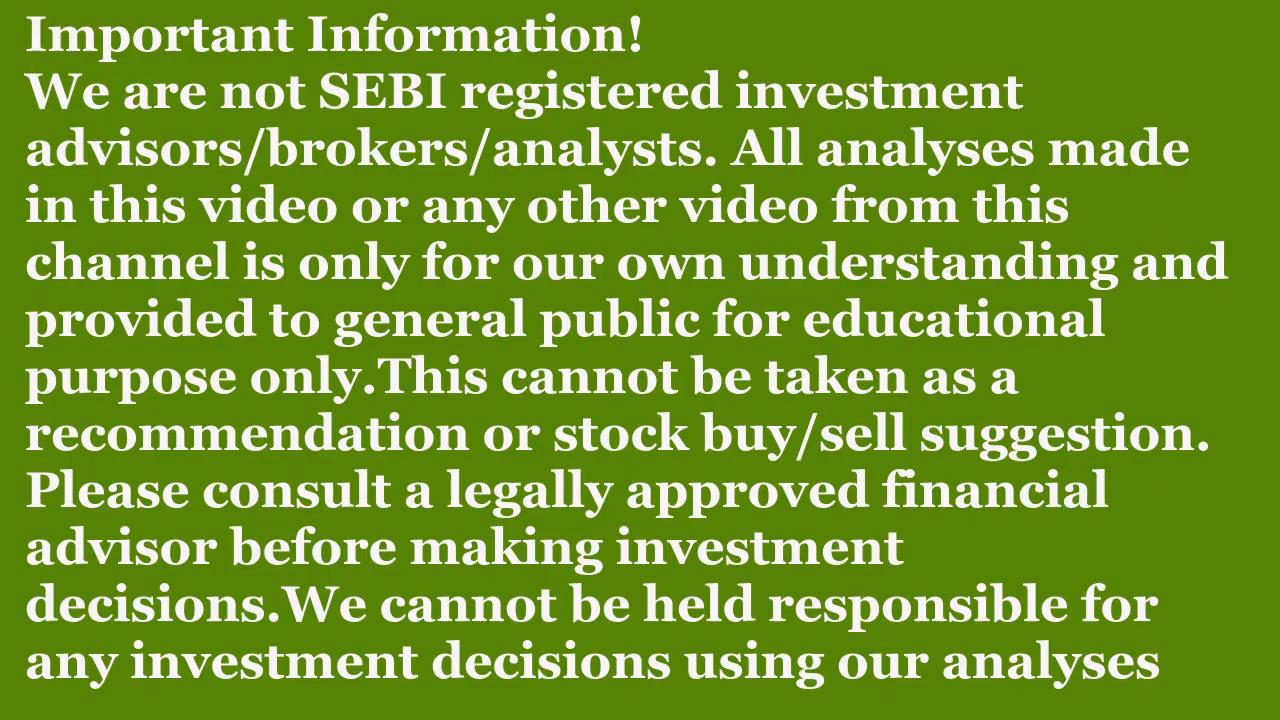 Important Information!
We are not SEBI registered investment
advisors/brokers/analysts. All analyses made
in this video or any other video from this
channel is only for our own understanding and
provided to general public for educational
purpose only.This cannot be taken as a
recommendation or stock buy/sell suggestion.
Please consult a legally approved financial
advisor before making investment
decisions.We cannot be held responsible for
any investment decisions using our analyses